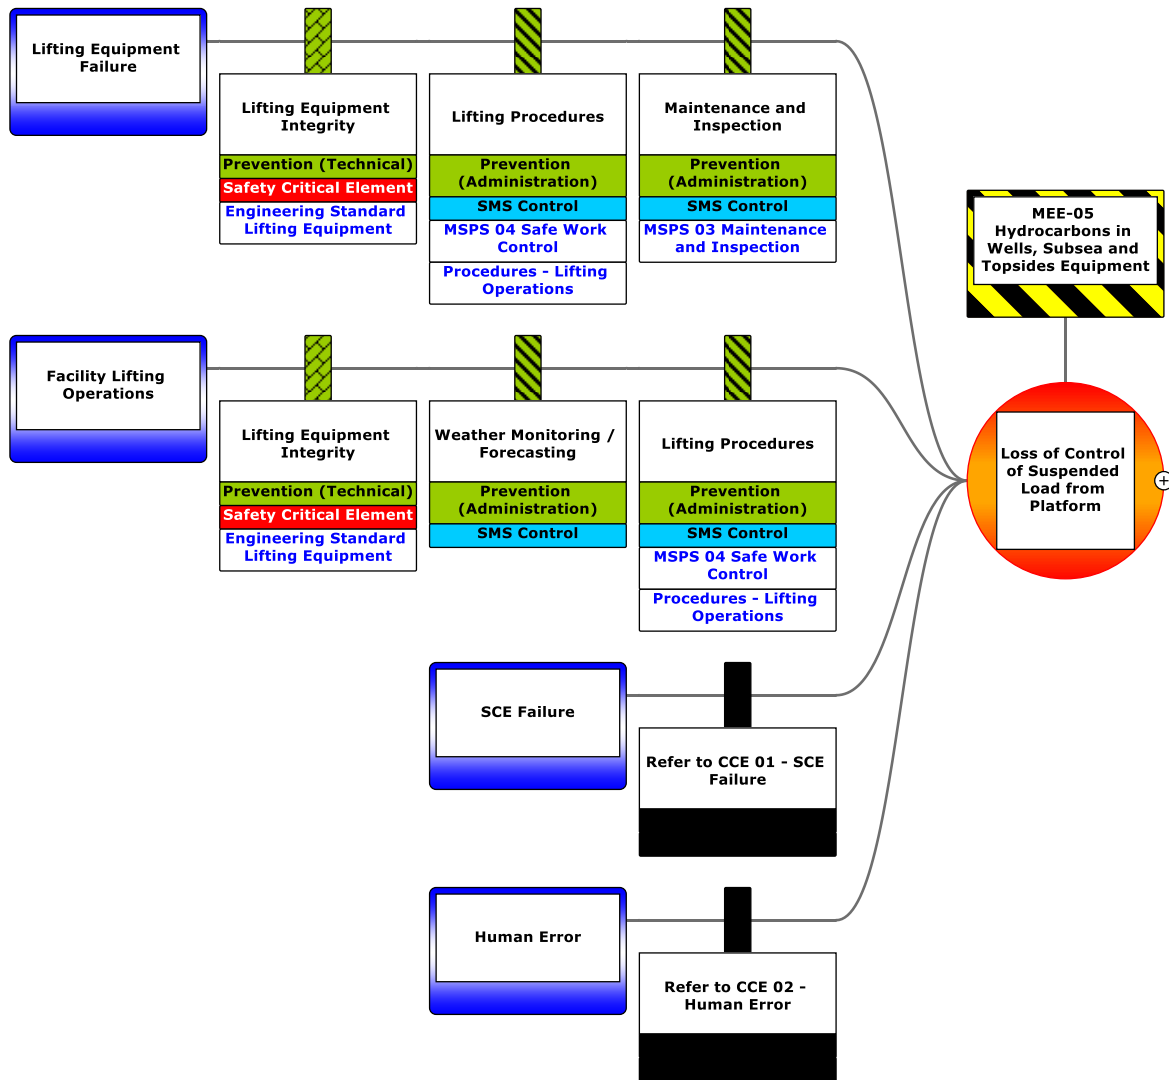 Lifting Equipment
Failure
Lifting Equipment
Integrity
Prevention (Technical)
Safety Critical Element
Engineering Standard
Lifting Equipment
Lifting Procedures
Prevention
(Administration)
SMS Control
MSPS 04 Safe Work
Control
Procedures - Lifting
Operations
Maintenance and
Inspection
Prevention
(Administration)
SMS Control
MSPS 03 Maintenance
and Inspection
MEE-05
Hydrocarbons in
Wells, Subsea and
Topsides Equipment
Facility Lifting
Operations
Lifting Equipment
Integrity
Prevention (Technical)
Safety Critical Element
Engineering Standard
Lifting Equipment
Weather Monitoring /
Forecasting
Prevention
(Administration)
SMS Control
Lifting Procedures
Prevention
(Administration)
SMS Control
MSPS 04 Safe Work
Control
Procedures - Lifting
Operations
Loss of Control
of Suspended
Load from
Platform
SCE Failure
Refer to CCE 01 - SCE
Failure
Human Error
Refer to CCE 02 -
Human Error